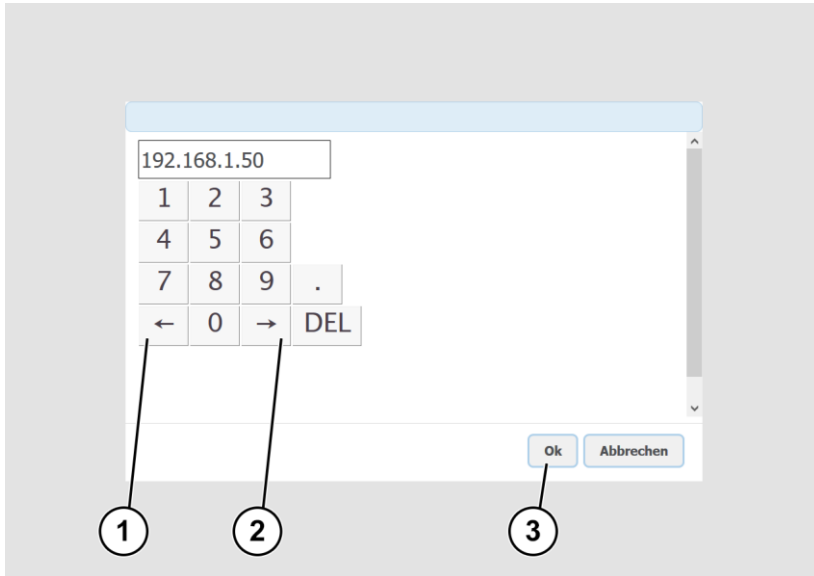 192.168.1.50
1 2 3
4 5 6
7 8 9 .
← 0 → DEL
Ok Abbrechen
1 2 3